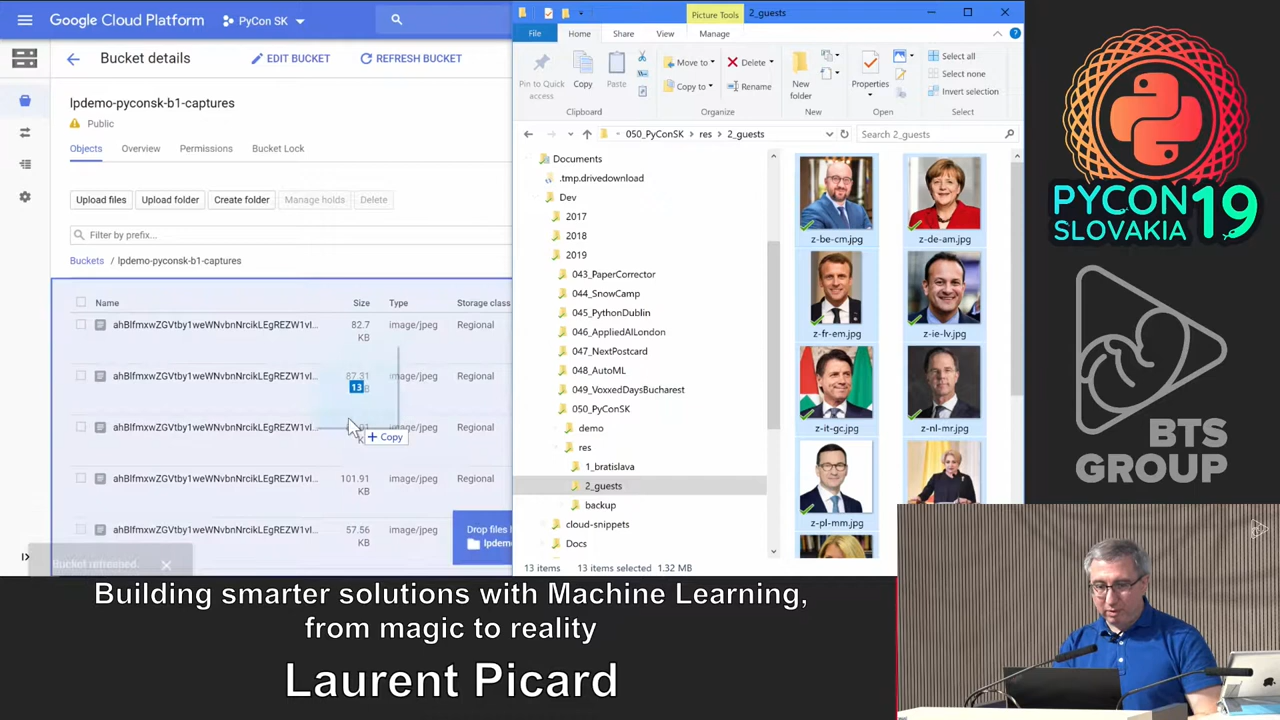 Google Cloud Platform
PyCon SK
Bucket details
EDIT BUCKET
REFRESH BUCKET
lpdemo-pyconsk-b1-captures
Public
Objects
Overview
Permissions
Bucket Lock
Upload files
Upload folder
Create folder
Manage holds
Delete
Filter by prefix...
Buckets / lpdemo-pyconsk-b1-captures
Name
Size
Type
Storage class
82.7
KB
image/jpeg
Regional
87.31
image/jpeg
Regional
13
image/jpeg
Regional
+ Copy
101.91
KB
image/jpeg
Regional
57.56
KB
image/jpeg
Regional
Drop files
lpdemo
Bucket refreshed.
Picture Tools
2_guests
File
Home
Share
View
Manage
Pin to Quick
access
Copy
Paste
Clipboard
Move to
Copy to
Delete
Rename
Organize
New
folder
New
Properties
Open
Select all
Select none
Invert selection
Select
050_PyConSK
res
2_guests
Search 2_guests
Documents
.tmp.drivedownload
Dev
2017
2018
2019
043_PaperCorrector
044_SnowCamp
045_PythonDublin
046_AppliedAILondon
047_NextPostcard
048_AutoML
049_VoxxedDaysBucharest
050_PyConSK
demo
res
1_bratislava
2_guests
backup
cloud-snippets
Docs
z-be-cm.jpg
z-de-am.jpg
z-fr-em.jpg
z-ie-lv.jpg
z-it-gc.jpg
z-nl-mr.jpg
z-pl-mm.jpg
13 items
13 items selected
1.32 MB
PYCON
SLOVAKIA
19
BTS
GROUP
Building smarter solutions with Machine Learning,
from magic to reality
Laurent Picard